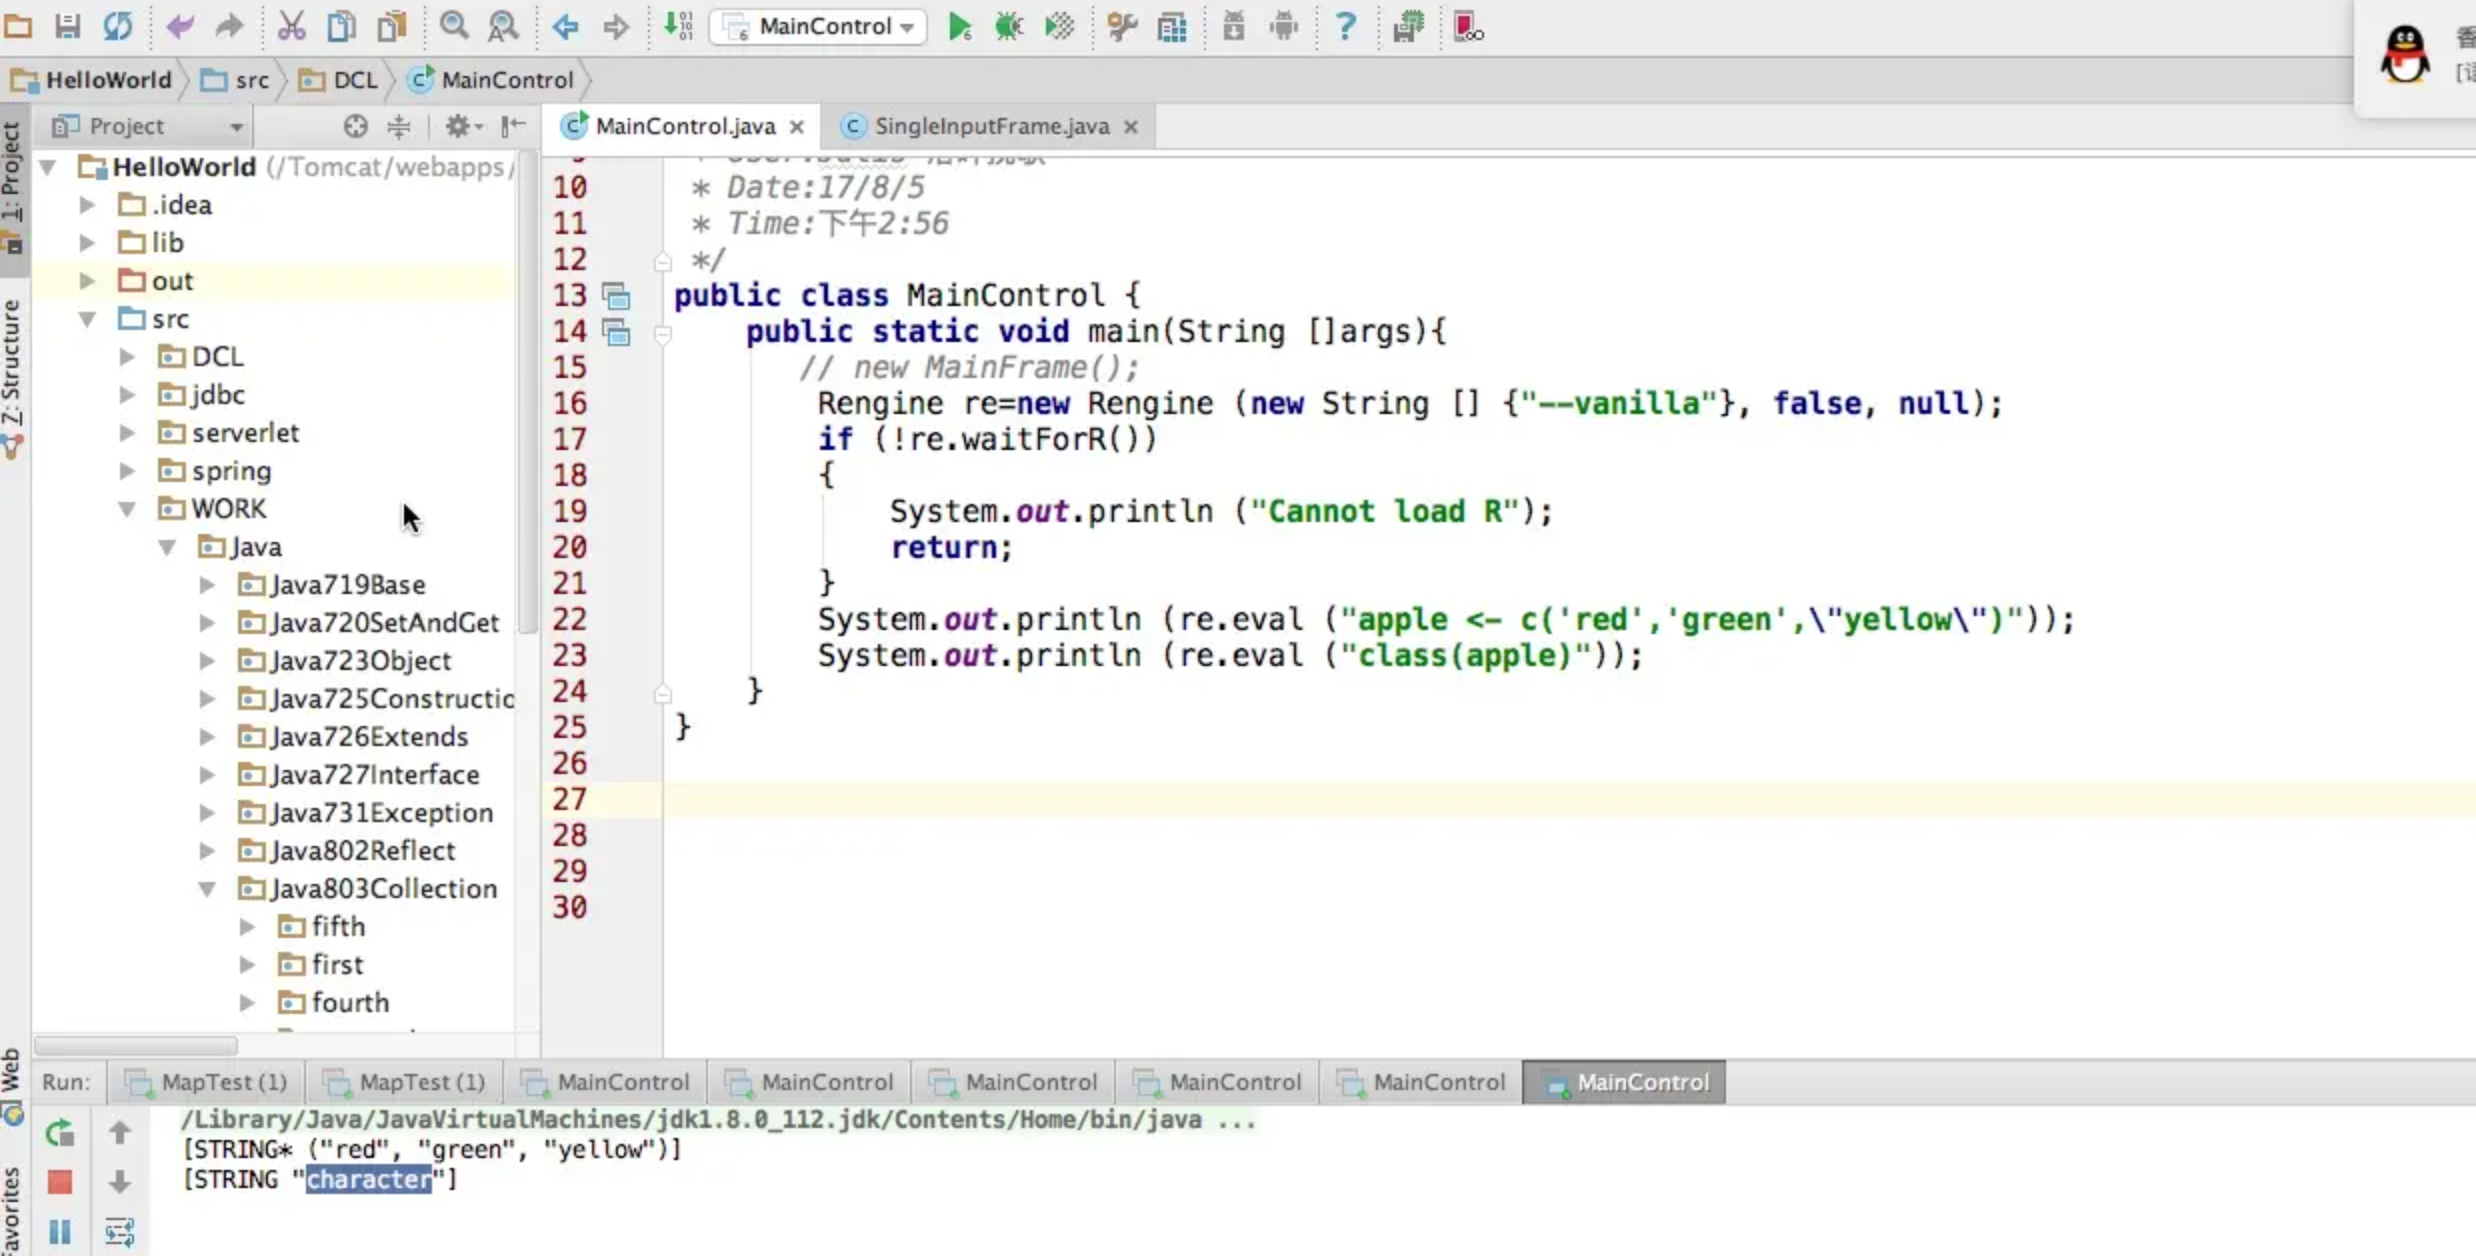 MainControl
HelloWorld src DCL MainControl
Project
MainControl.java
SingleInputFrame.java
1: Project
Z: Structure
Web
Favorites
HelloWorld (/Tomcat/webapps/
.idea
lib
out
src
DCL
jdbc
serverlet
spring
WORK
Java
Java719Base
Java720SetAndGet
Java723Object
Java725Constructio
Java726Extends
Java727Interface
Java731Exception
Java802Reflect
Java803Collection
fifth
first
fourth
10 * Date:17/8/5
11 * Time:下午2:56
12 */
13 public class MainControl {
14 public static void main(String []args){
15 // new MainFrame();
16 Rengine re=new Rengine (new String [] {"--vanilla"}, false, null);
17 if (!re.waitForR())
18 {
19 System.out.println ("Cannot load R");
20 return;
21 }
22 System.out.println (re.eval ("apple <- c('red','green',\"yellow\")"));
23 System.out.println (re.eval ("class(apple)"));
24 }
25 }
26
27
28
29
30
Run: MapTest (1) MapTest (1) MainControl MainControl MainControl MainControl MainControl MainControl
/Library/Java/JavaVirtualMachines/jdk1.8.0_112.jdk/Contents/Home/bin/java ...
[STRING* ("red", "green", "yellow")]
[STRING "character"]